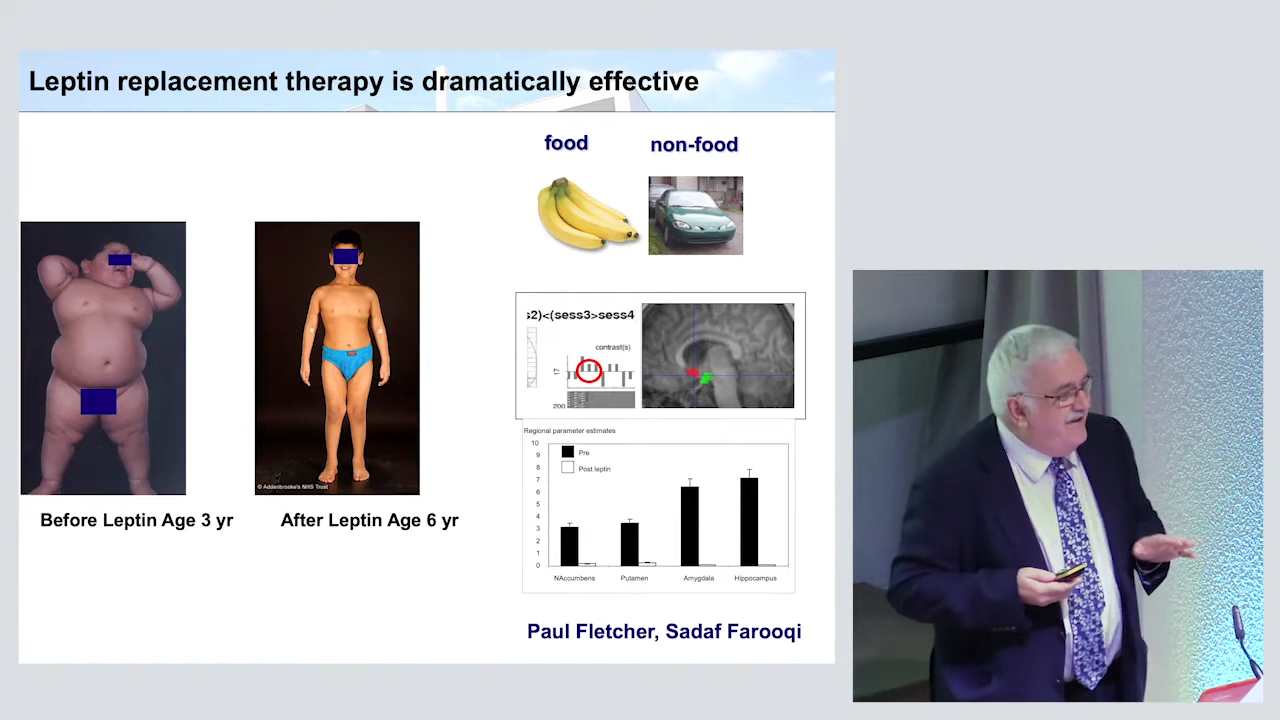 Leptin replacement therapy is dramatically effective
food
non-food
s2)<(sess3>sess4
contrast(s)
17
200
© Addenbrooke's NHS Trust
Before Leptin Age 3 yr
After Leptin Age 6 yr
Regional parameter estimates
10
9
8
7
6
5
4
3
2
1
0
Pre
Post leptin
NAccumbens
Putamen
Amygdala
Hippocampus
Paul Fletcher, Sadaf Farooqi